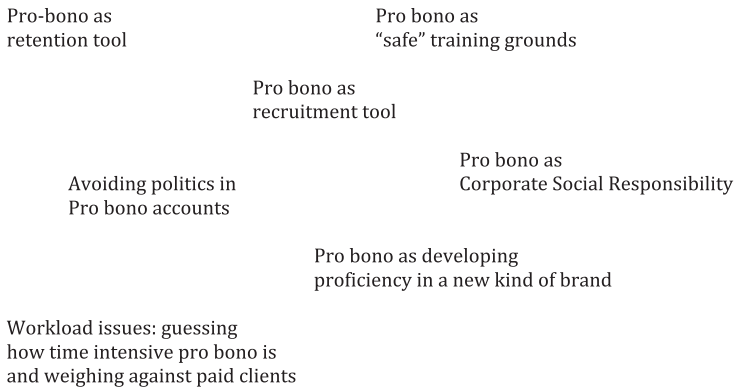 Pro-bono as
retention tool
Pro bono as
“safe” training grounds
Pro bono as
recruitment tool
Pro bono as
Corporate Social Responsibility
Avoiding politics in
Pro bono accounts
Pro bono as developing
proficiency in a new kind of brand
Workload issues: guessing
how time intensive pro bono is
and weighing against paid clients